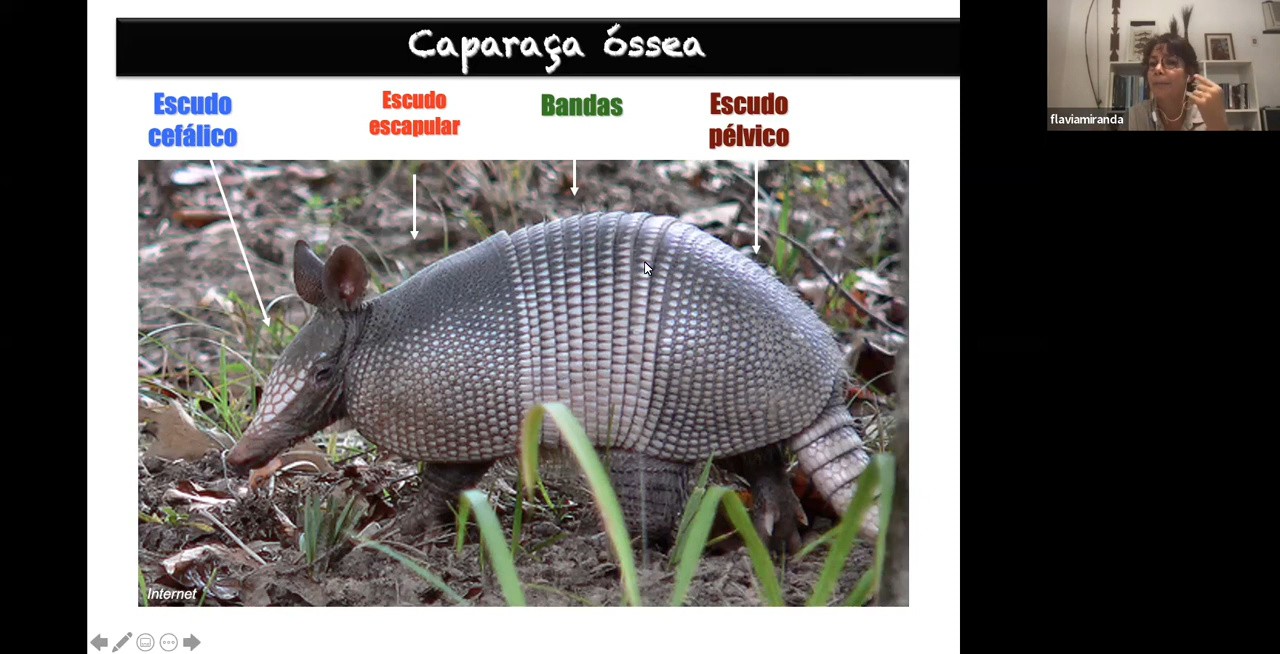 Caparaça óssea
Escudo
cefálico
Escudo
escapular
Bandas
Escudo
pélvico
flaviamiranda
Internet